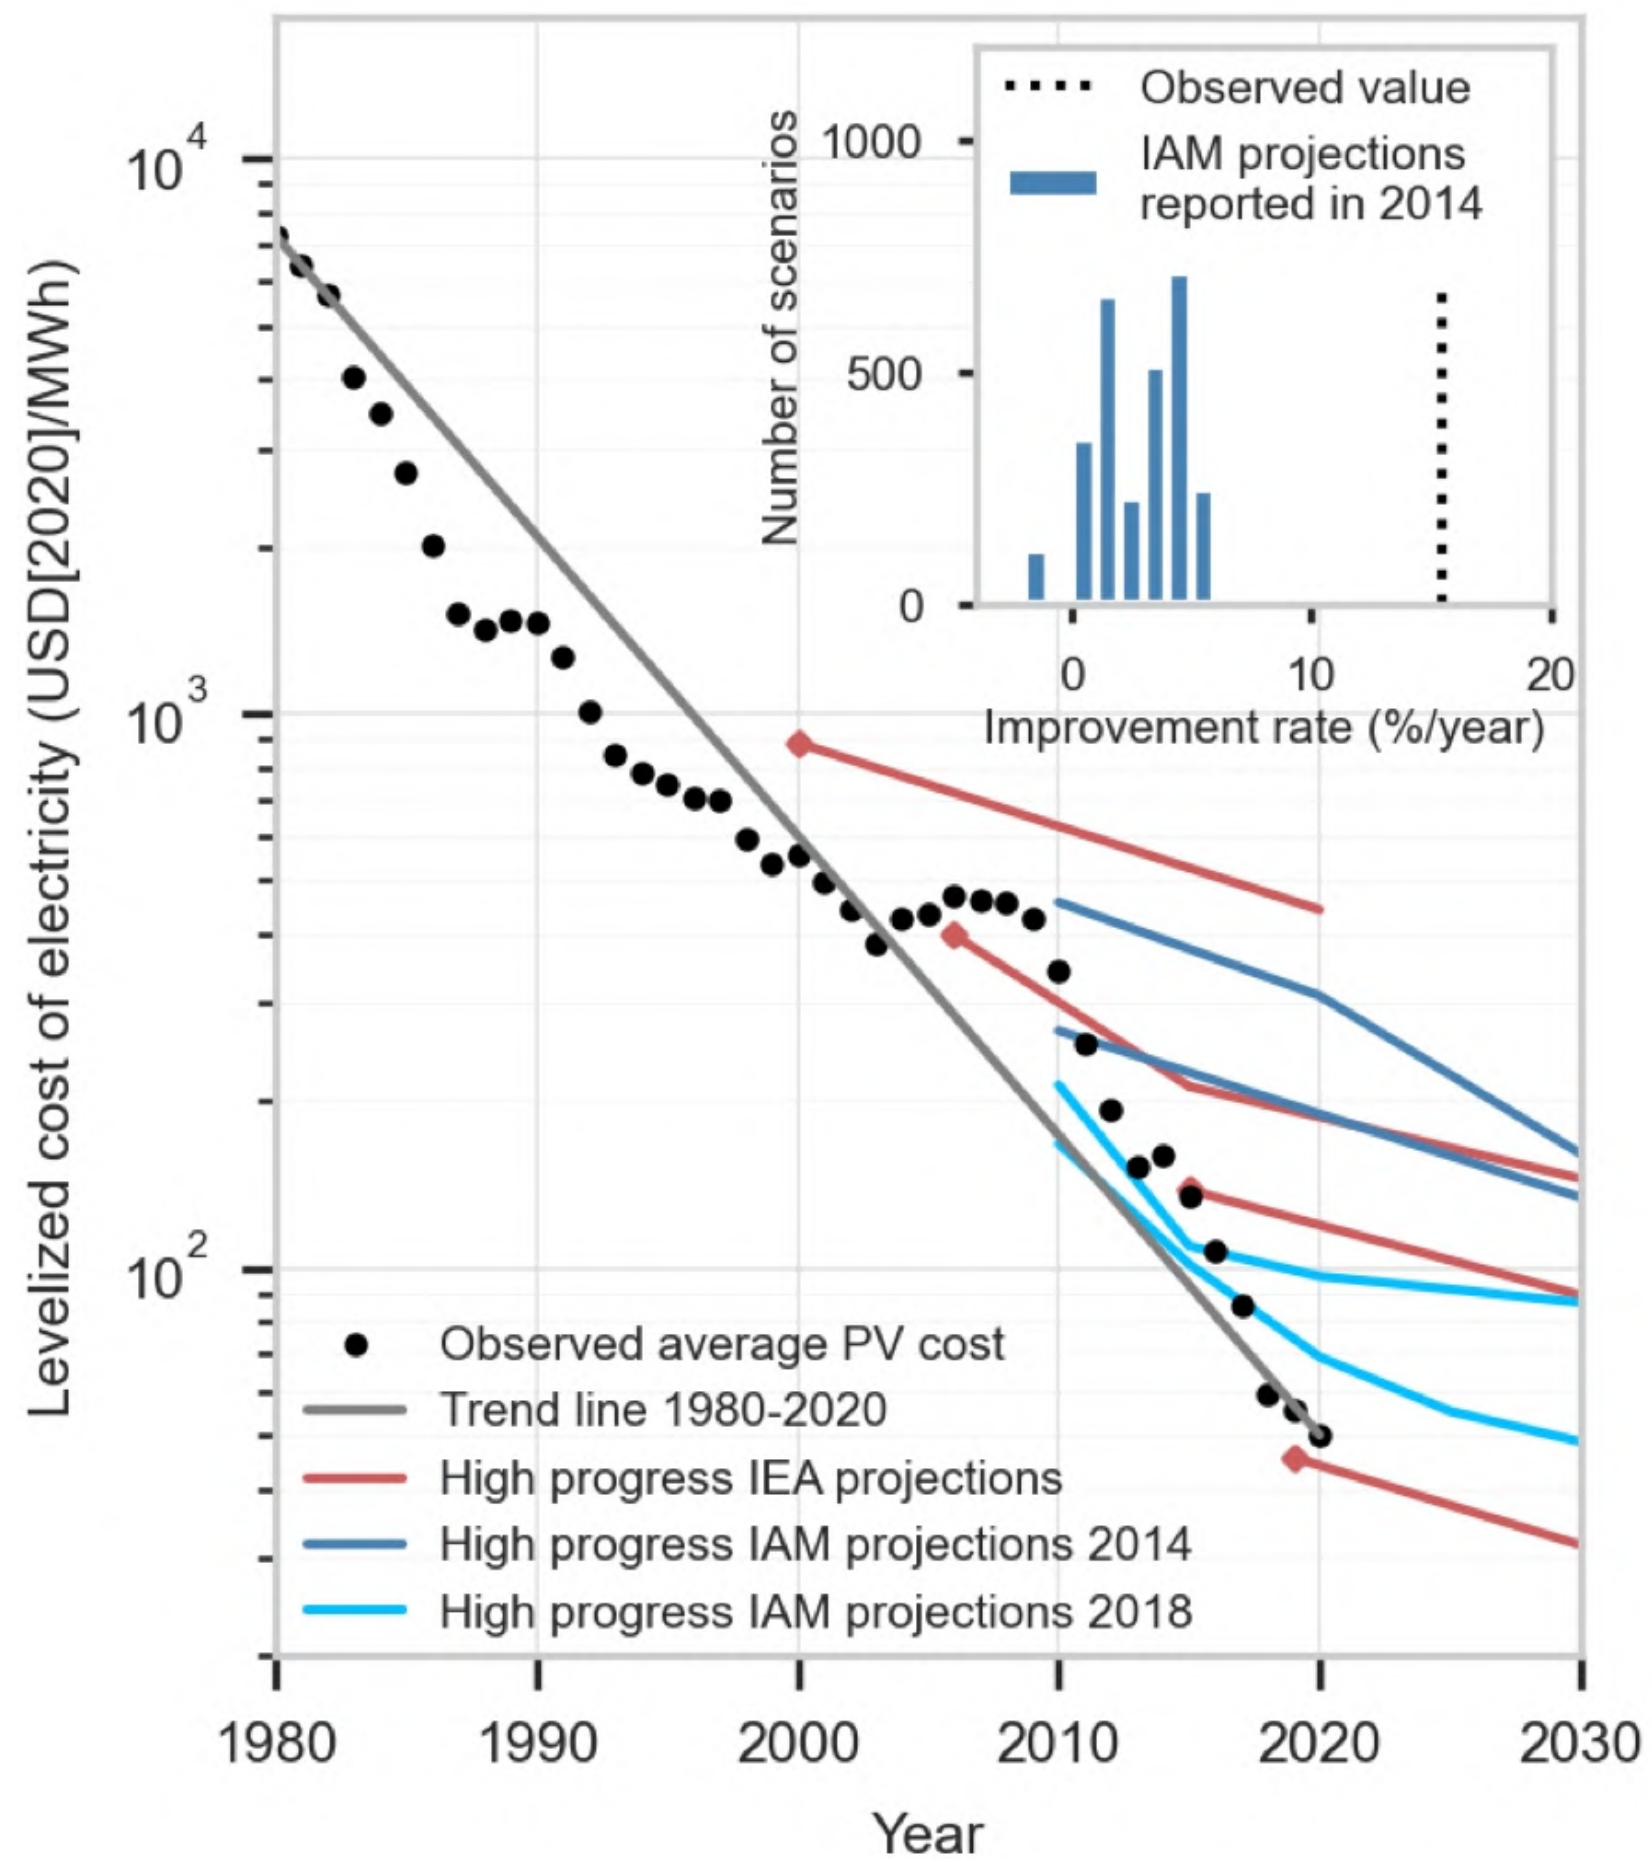 Levelized cost of electricity (USD[2020]/MWh)
10^4
10^3
10^2
1980 1990 2000 2010 2020 2030
Year
Observed average PV cost
Trend line 1980-2020
High progress IEA projections
High progress IAM projections 2014
High progress IAM projections 2018
Number of scenarios
1000
500
0
Observed value
IAM projections
reported in 2014
0 10 20
Improvement rate (%/year)